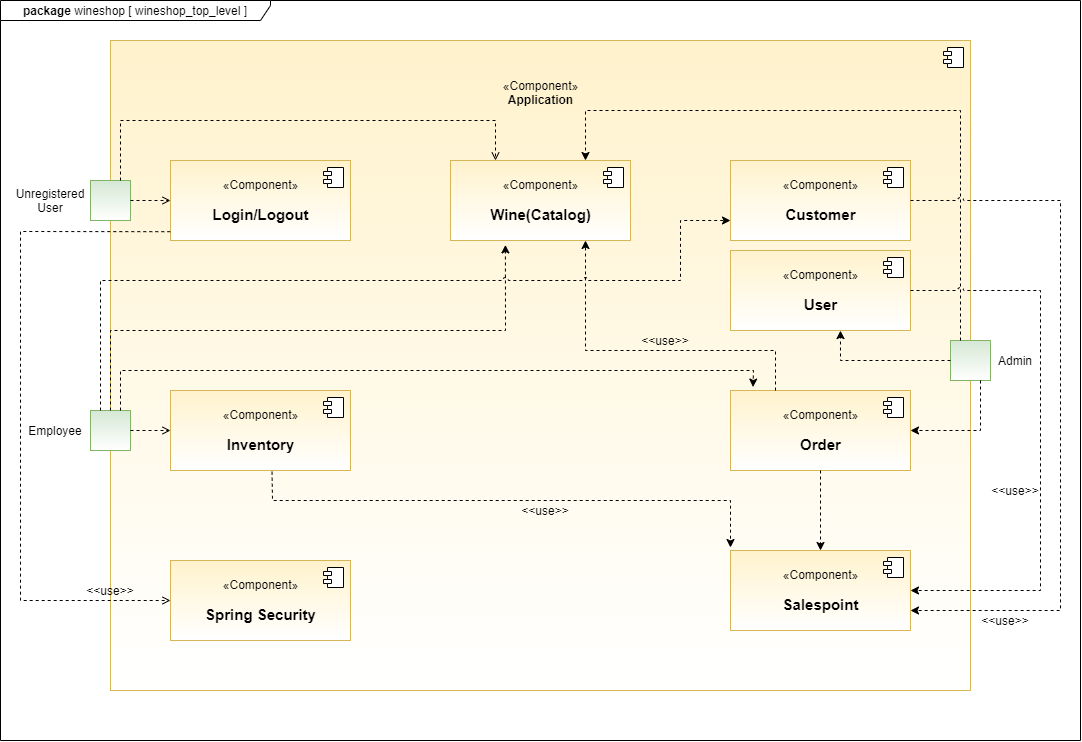 package wineshop [ wineshop_top_level ]
«Component»
Application
Unregistered
User
«Component»
Login/Logout
«Component»
Wine(Catalog)
«Component»
Customer
«Component»
User
<<use>>
Admin
Employee
«Component»
Inventory
«Component»
Order
<<use>>
<<use>>
<<use>>
«Component»
Spring Security
«Component»
Salespoint
<<use>>